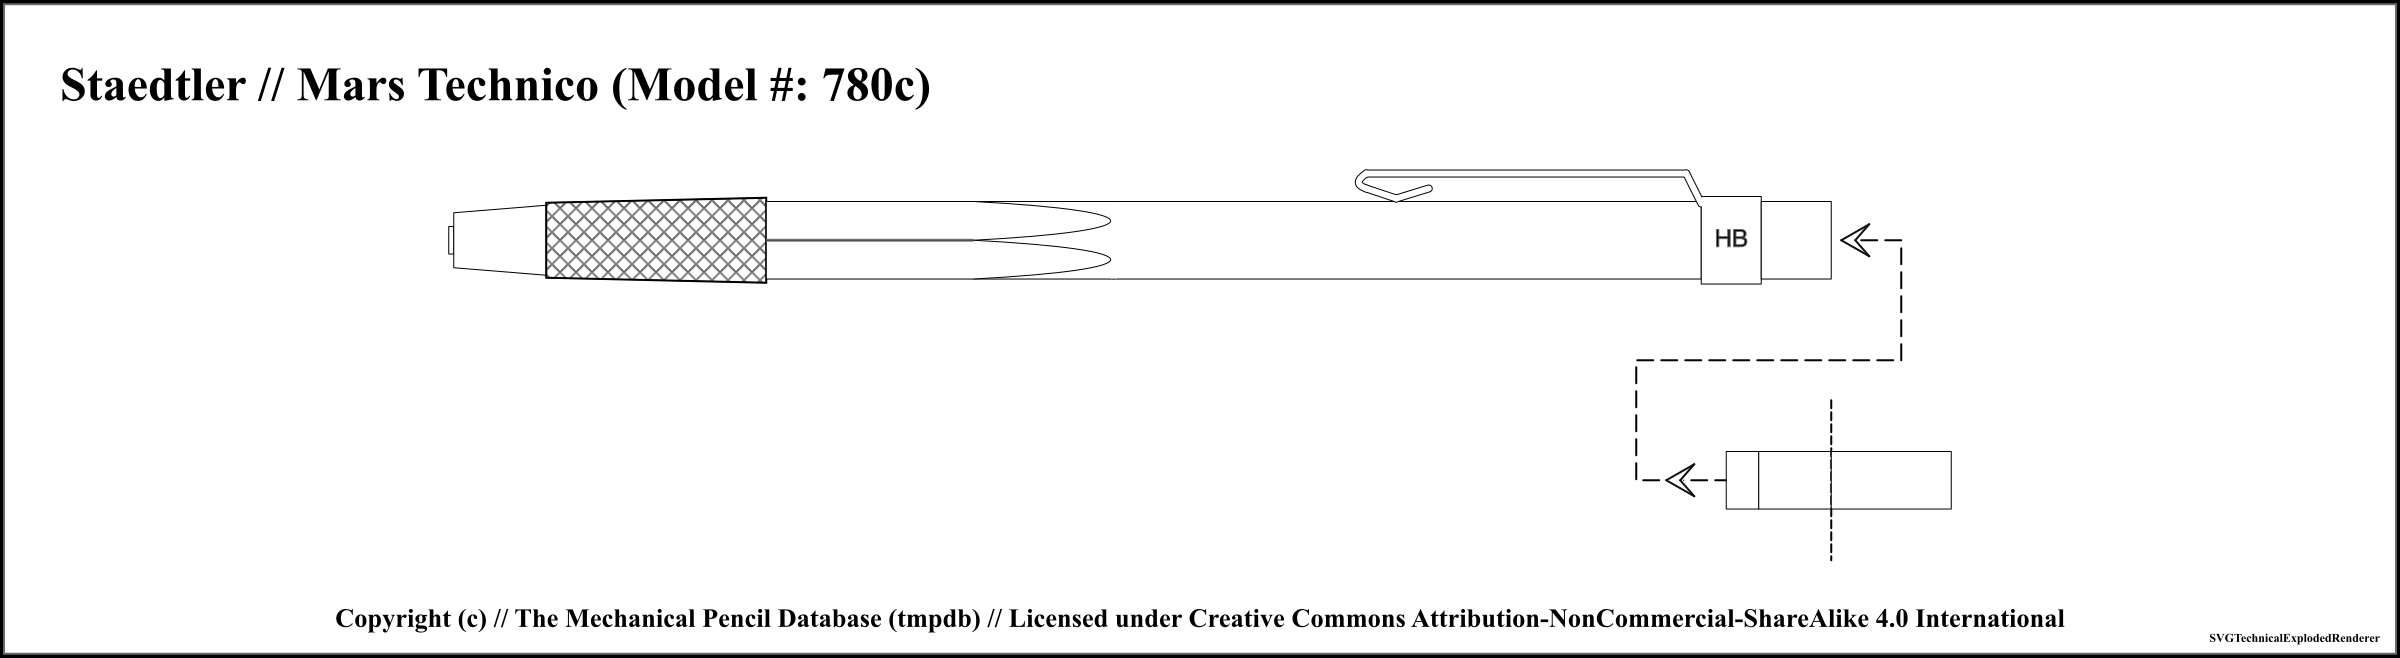 Staedtler // Mars Technico (Model #: 780c)
HB
Copyright (c) // The Mechanical Pencil Database (tmpdb) // Licensed under Creative Commons Attribution-NonCommercial-ShareAlike 4.0 International
SVGTechnicalExplodedRenderer